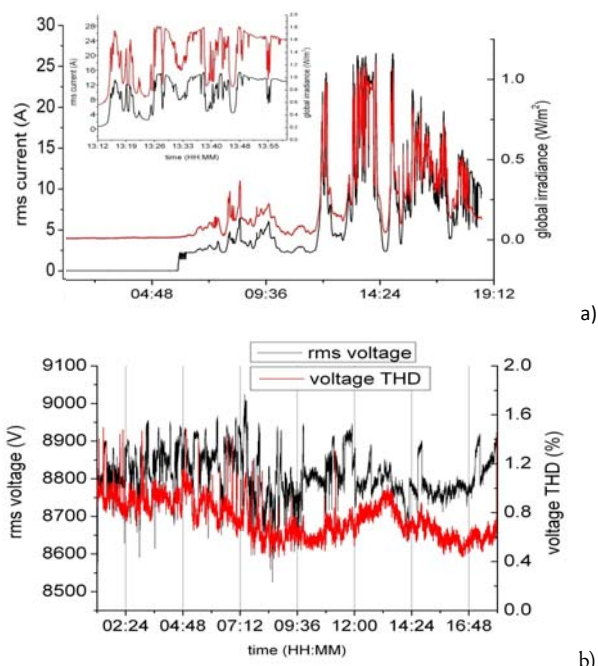 30
25
20
15
10
5
0
rms current (A)
28
24
20
16
12
8
4
0
rms current (A)
2.0
1.8
1.6
1.4
1.2
1.0
0.8
0.6
0.4
0.2
0.0
global irradiance (W/m²)
13.12 13.19 13.26 13.33 13.40 13.48 13.55
time (HH:MM)
1.0
0.5
0.0
global irradiance (W/m²)
04:48 09:36 14:24 19:12
a)
rms voltage
voltage THD
9100
9000
8900
8800
8700
8600
8500
rms voltage (V)
2.0
1.6
1.2
0.8
0.4
0.0
voltage THD (%)
02:24 04:48 07:12 09:36 12:00 14:24 16:48
time (HH:MM)
b)